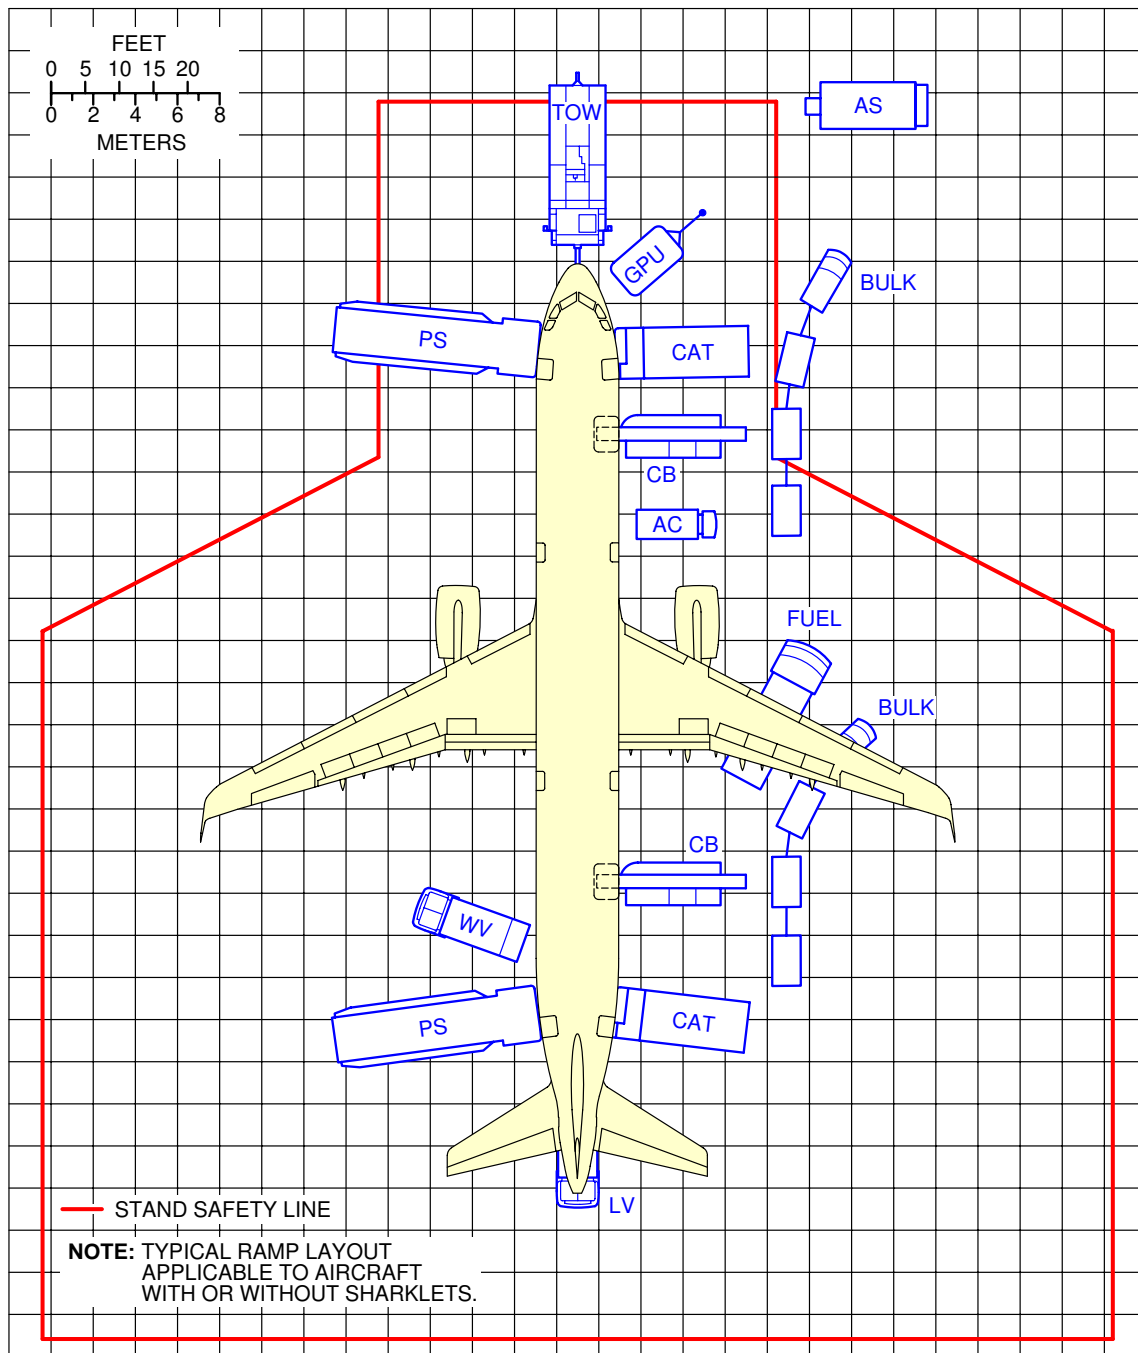 FEET
0 5 10 15 20
0 2 4 6 8
METERS
TOW
AS
GPU
BULK
PS
CAT
CB
AC
FUEL
BULK
CB
WV
PS
CAT
LV
STAND SAFETY LINE
NOTE: TYPICAL RAMP LAYOUT
APPLICABLE TO AIRCRAFT
WITH OR WITHOUT SHARKLETS.